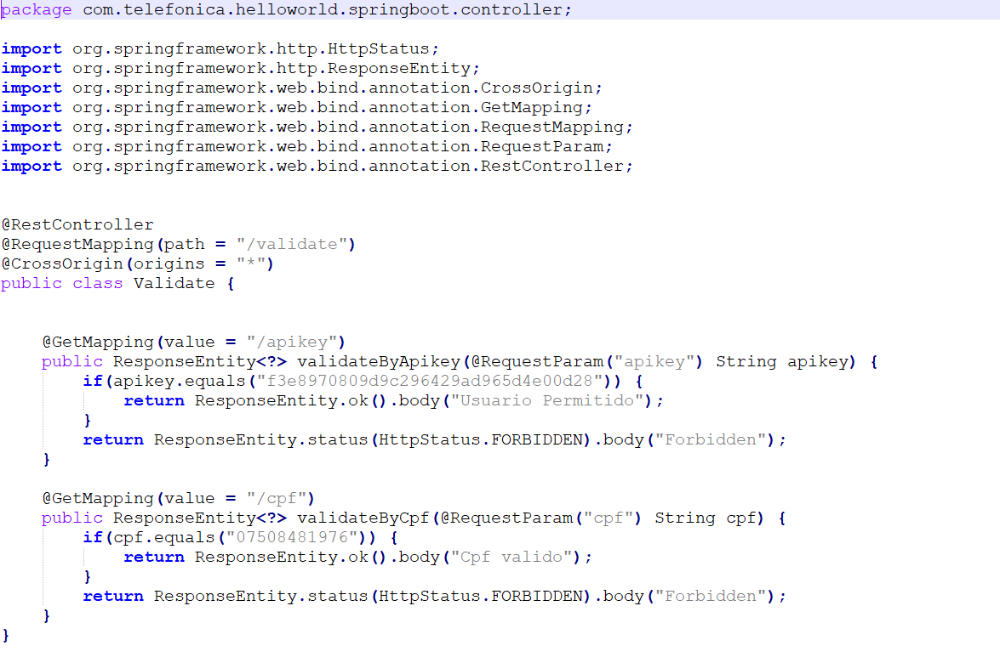 package com.telefonica.helloworld.springboot.controller;
import org.springframework.http.HttpStatus;
import org.springframework.http.ResponseEntity;
import org.springframework.web.bind.annotation.CrossOrigin;
import org.springframework.web.bind.annotation.GetMapping;
import org.springframework.web.bind.annotation.RequestMapping;
import org.springframework.web.bind.annotation.RequestParam;
import org.springframework.web.bind.annotation.RestController;
@RestController
@RequestMapping(path = "/validate")
@CrossOrigin(origins = "*")
public class Validate {
@GetMapping(value = "/apikey")
public ResponseEntity<?> validateByApikey(@RequestParam("apikey") String apikey) {
if(apikey.equals("f3e8970809d9c296429ad965d4e00d28")) {
return ResponseEntity.ok().body("Usuario Permitido");
}
return ResponseEntity.status(HttpStatus.FORBIDDEN).body("Forbidden");
}
@GetMapping(value = "/cpf")
public ResponseEntity<?> validateByCpf(@RequestParam("cpf") String cpf) {
if(cpf.equals("07508481976")) {
return ResponseEntity.ok().body("Cpf valido");
}
return ResponseEntity.status(HttpStatus.FORBIDDEN).body("Forbidden");
}
}